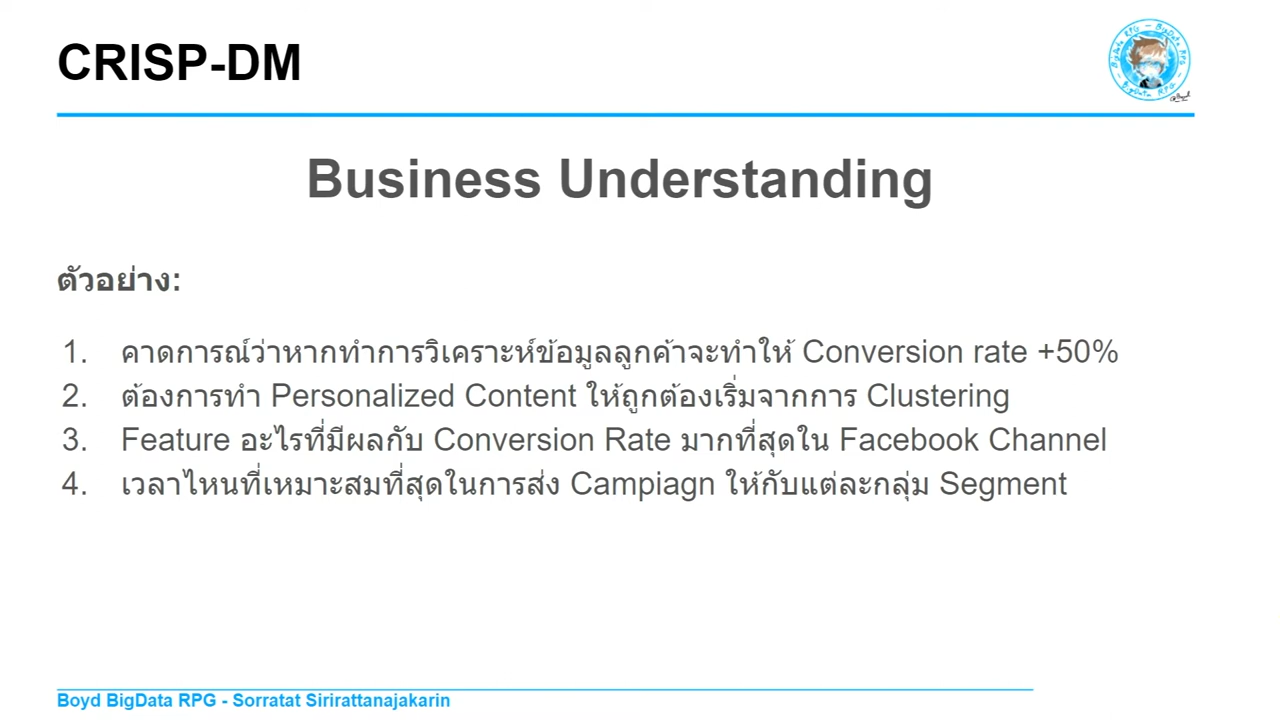 CRISP-DM
Business Understanding
ตัวอย่าง:
1. คาดการณ์ว่าหากทำการวิเคราะห์ข้อมูลลูกค้าจะทำให้ Conversion rate +50%
2. ต้องการทำ Personalized Content ให้ถูกต้องเริ่มจากการ Clustering
3. Feature อะไรที่มีผลกับ Conversion Rate มากที่สุดใน Facebook Channel
4. เวลาไหนที่เหมาะสมที่สุดในการส่ง Campiagn ให้กับแต่ละกลุ่ม Segment
Boyd BigData RPG - Sorratat Sirirattanajakarin